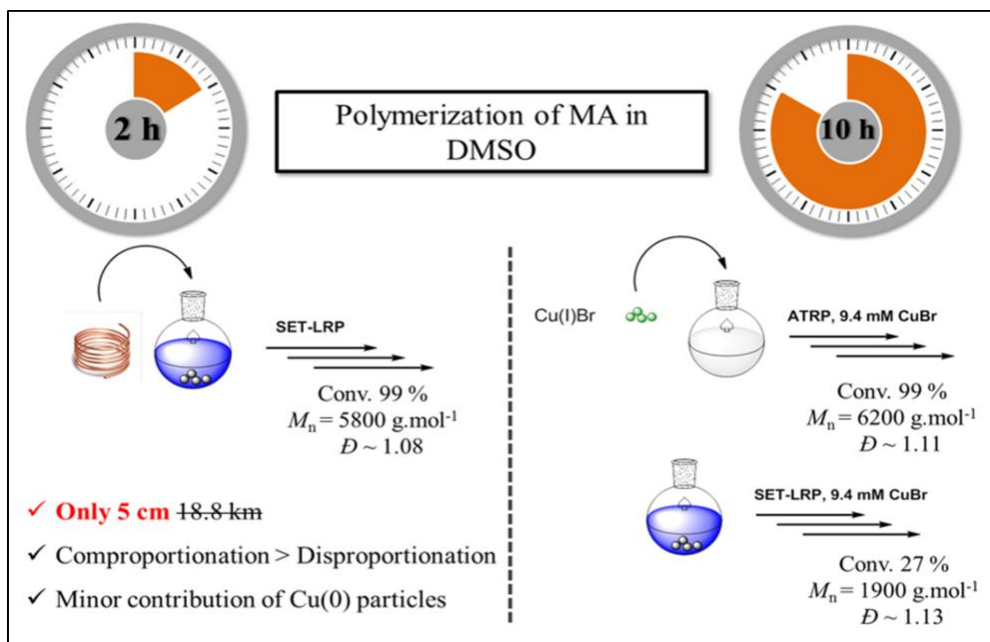 2 h
Polymerization of MA in
DMSO
10 h
SET-LRP
Conv. 99 %
Mn = 5800 g.mol-1
Đ ~ 1.08
✓ Only 5 cm 18.8 km
✓ Comproportionation > Disproportionation
✓ Minor contribution of Cu(0) particles
Cu(I)Br
ATRP, 9.4 mM CuBr
Conv. 99 %
Mn = 6200 g.mol-1
Đ ~ 1.11
SET-LRP, 9.4 mM CuBr
Conv. 27 %
Mn = 1900 g.mol-1
Đ ~ 1.13